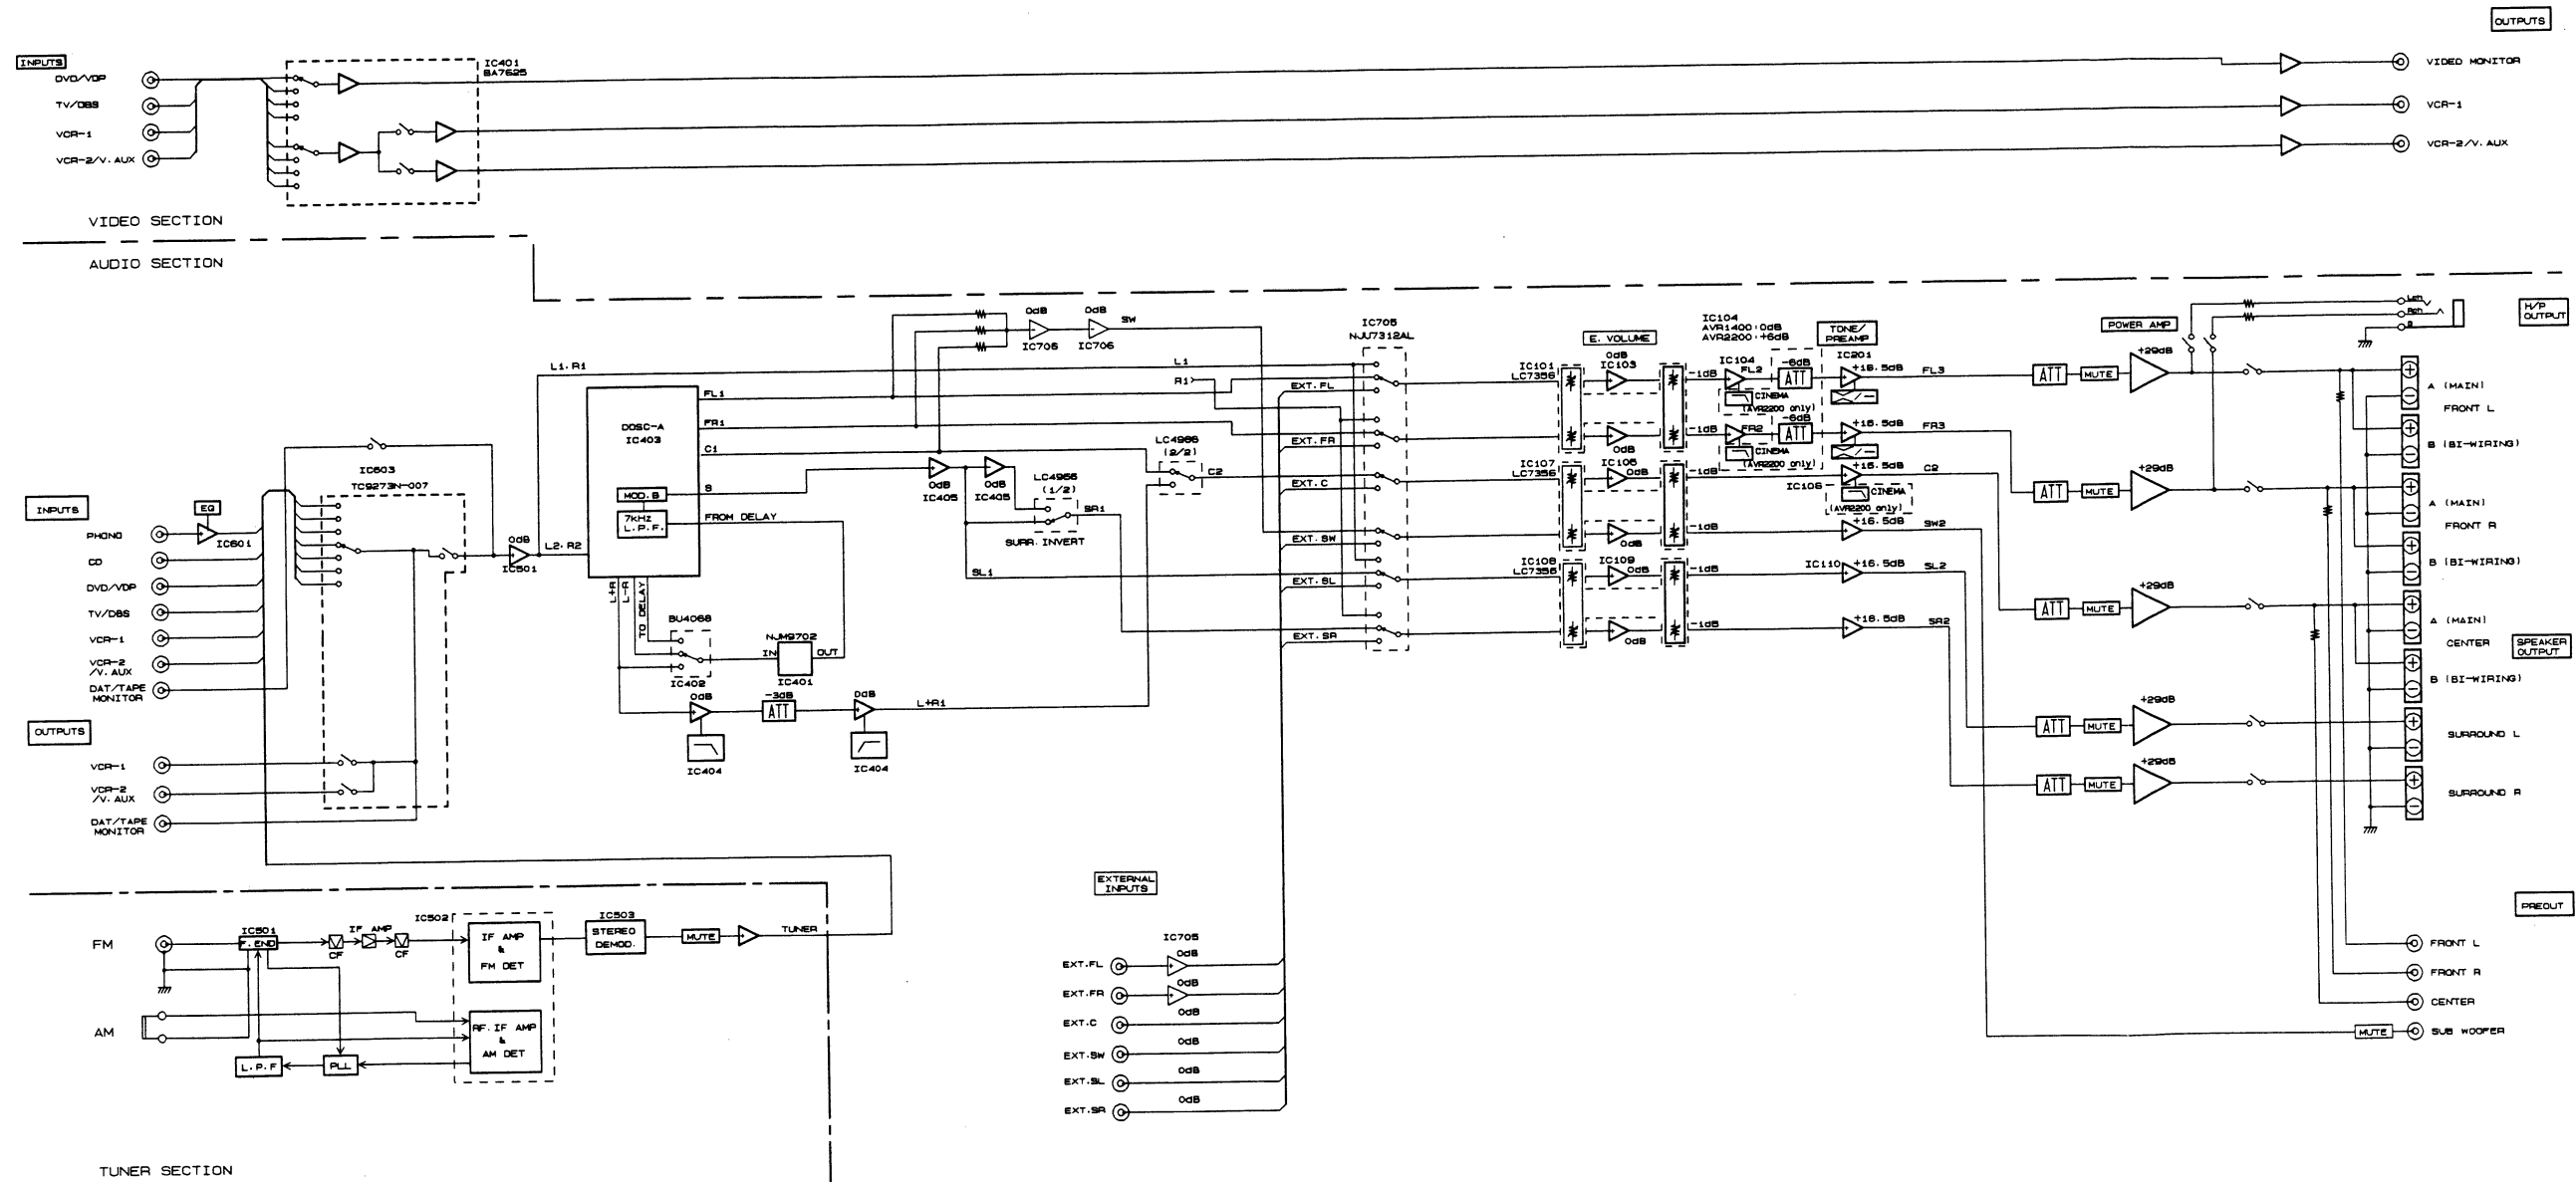 OUTPUTS
INPUTS
DVD/VDP
TV/DBS
VCR-1
VCR-2/V.AUX
IC401
BA7625
VIDEO MONITOR
VCR-1
VCR-2/V.AUX
VIDEO SECTION
AUDIO SECTION
INPUTS
PHONO
CD
DVD/VDP
TV/DBS
VCR-1
VCR-2
/V.AUX
DAT/TAPE
MONITOR
OUTPUTS
VCR-1
VCR-2
/V.AUX
DAT/TAPE
MONITOR
EQ
IC601
IC603
TC9273N-007
0dB
IC501
L1.R1
L2.R2
DDSC-A
IC403
MOD.B
7kHz
L.P.F.
FL1
FR1
C1
S
FROM DELAY
L+R
L-R
TO DELAY
BU4066
IC402
NJM9702
IN
OUT
IC401
0dB
IC404
-3dB
ATT
0dB
IC404
L+R1
0dB
IC705
0dB
IC706
SW
0dB
IC405
0dB
IC405
LC4966
(1/2)
SURR. INVERT
SR1
SL1
LC4966
(2/2)
C2
L1
R1
IC705
NJU7312AL
EXT.FL
EXT.FR
EXT.C
EXT.SW
EXT.SL
EXT.SR
E. VOLUME
IC101
LC7356
0dB
IC103
0dB
IC107
LC7356
IC105
0dB
0dB
IC108
LC7356
IC109
0dB
0dB
-1dB
-1dB
-1dB
-1dB
-1dB
-1dB
IC104
AVR1400:0dB
AVR2200:+6dB
IC104
FL2
CINEMA
(AVR2200 only)
-6dB
ATT
FR2
CINEMA
(AVR2200 only)
-6dB
ATT
TONE/
PREAMP
IC201
+16.5dB
FL3
+16.5dB
FR3
+16.5dB
C2
IC106
CINEMA
(AVR2200 only)
+16.5dB
SW2
IC110
+16.5dB
SL2
+16.5dB
SR2
POWER AMP
ATT
MUTE
+29dB
ATT
MUTE
+29dB
ATT
MUTE
+29dB
ATT
MUTE
+29dB
ATT
MUTE
+29dB
Lch
Rch
H/P
OUTPUT
A (MAIN)
FRONT L
B (BI-WIRING)
A (MAIN)
FRONT R
B (BI-WIRING)
A (MAIN)
CENTER
SPEAKER
OUTPUT
B (BI-WIRING)
SURROUND L
SURROUND R
PREOUT
FRONT L
FRONT R
CENTER
MUTE
SUB WOOFER
EXTERNAL
INPUTS
IC705
EXT.FL
0dB
EXT.FR
0dB
EXT.C
0dB
EXT.SW
0dB
EXT.SL
0dB
EXT.SR
0dB
FM
AM
IC501
F.END
IF AMP
CF
CF
IC502
IF AMP
&
FM DET
RF.IF AMP
&
AM DET
IC503
STEREO
DEMOD.
MUTE
TUNER
L.P.F
PLL
TUNER SECTION